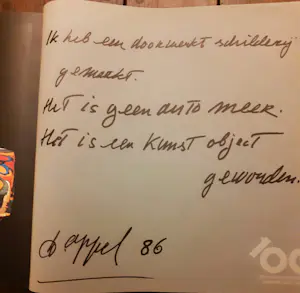 Ik heb een doorwerkt schilderij
gemaakt.
Het is geen auto meer.
Het is een Kunst object
geworden.
Appel 86
100